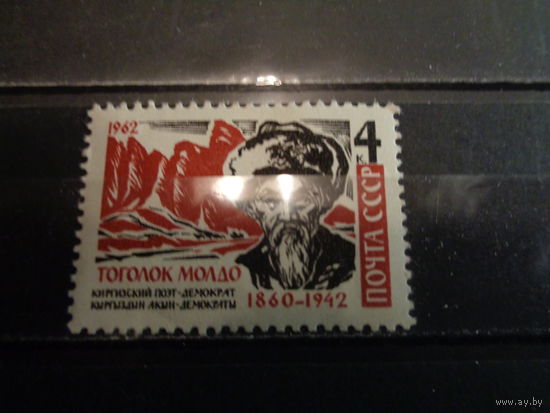 1962
4
к
ПОЧТА СССР
ТОГОЛОК МОЛДО
КИРГИЗСКИЙ ПОЭТ-ДЕМОКРАТ
КЫРГЫЗДЫН АКЫН-ДЕМОКРАТЫ
1860-1942
www.ay.by